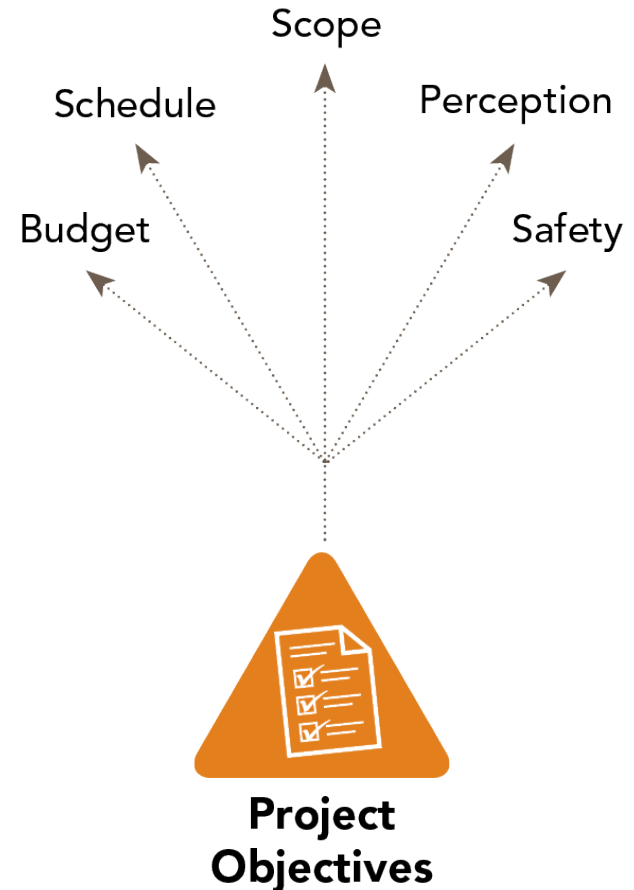 Scope
Schedule
Perception
Budget
Safety
Project
Objectives